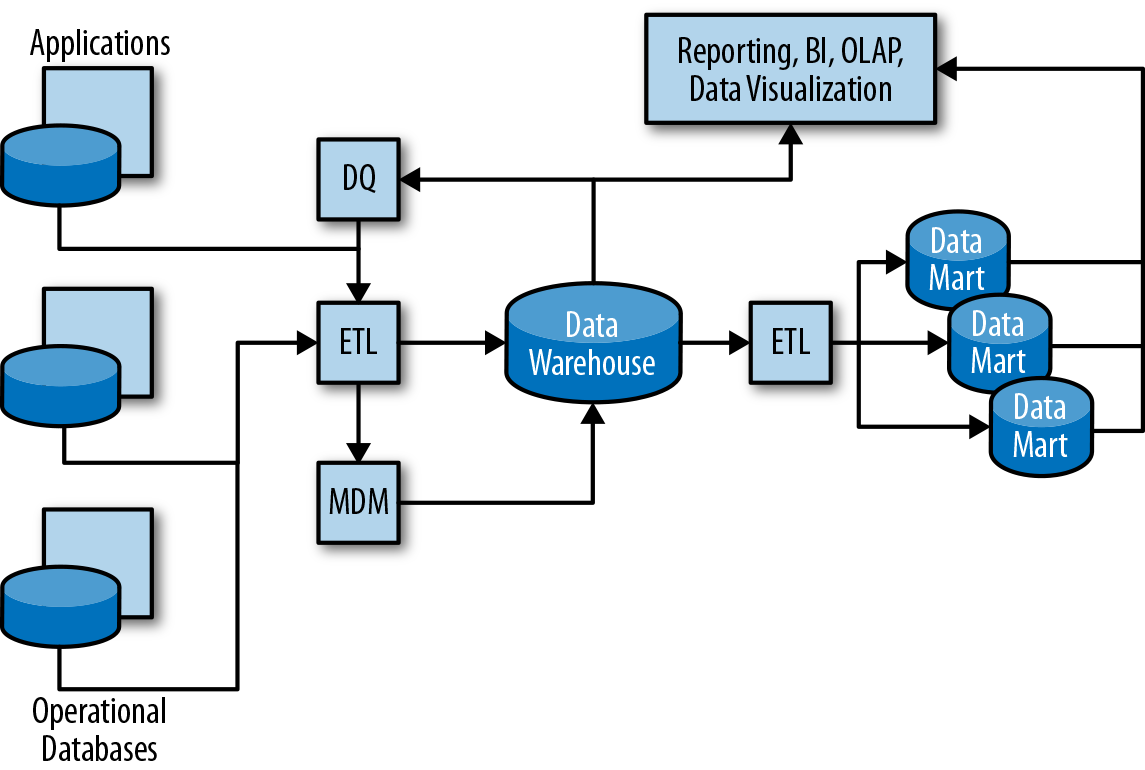 Applications
Reporting, BI, OLAP,
Data Visualization
DQ
ETL
MDM
Data
Warehouse
ETL
Data
Mart
Data
Mart
Data
Mart
Operational
Databases